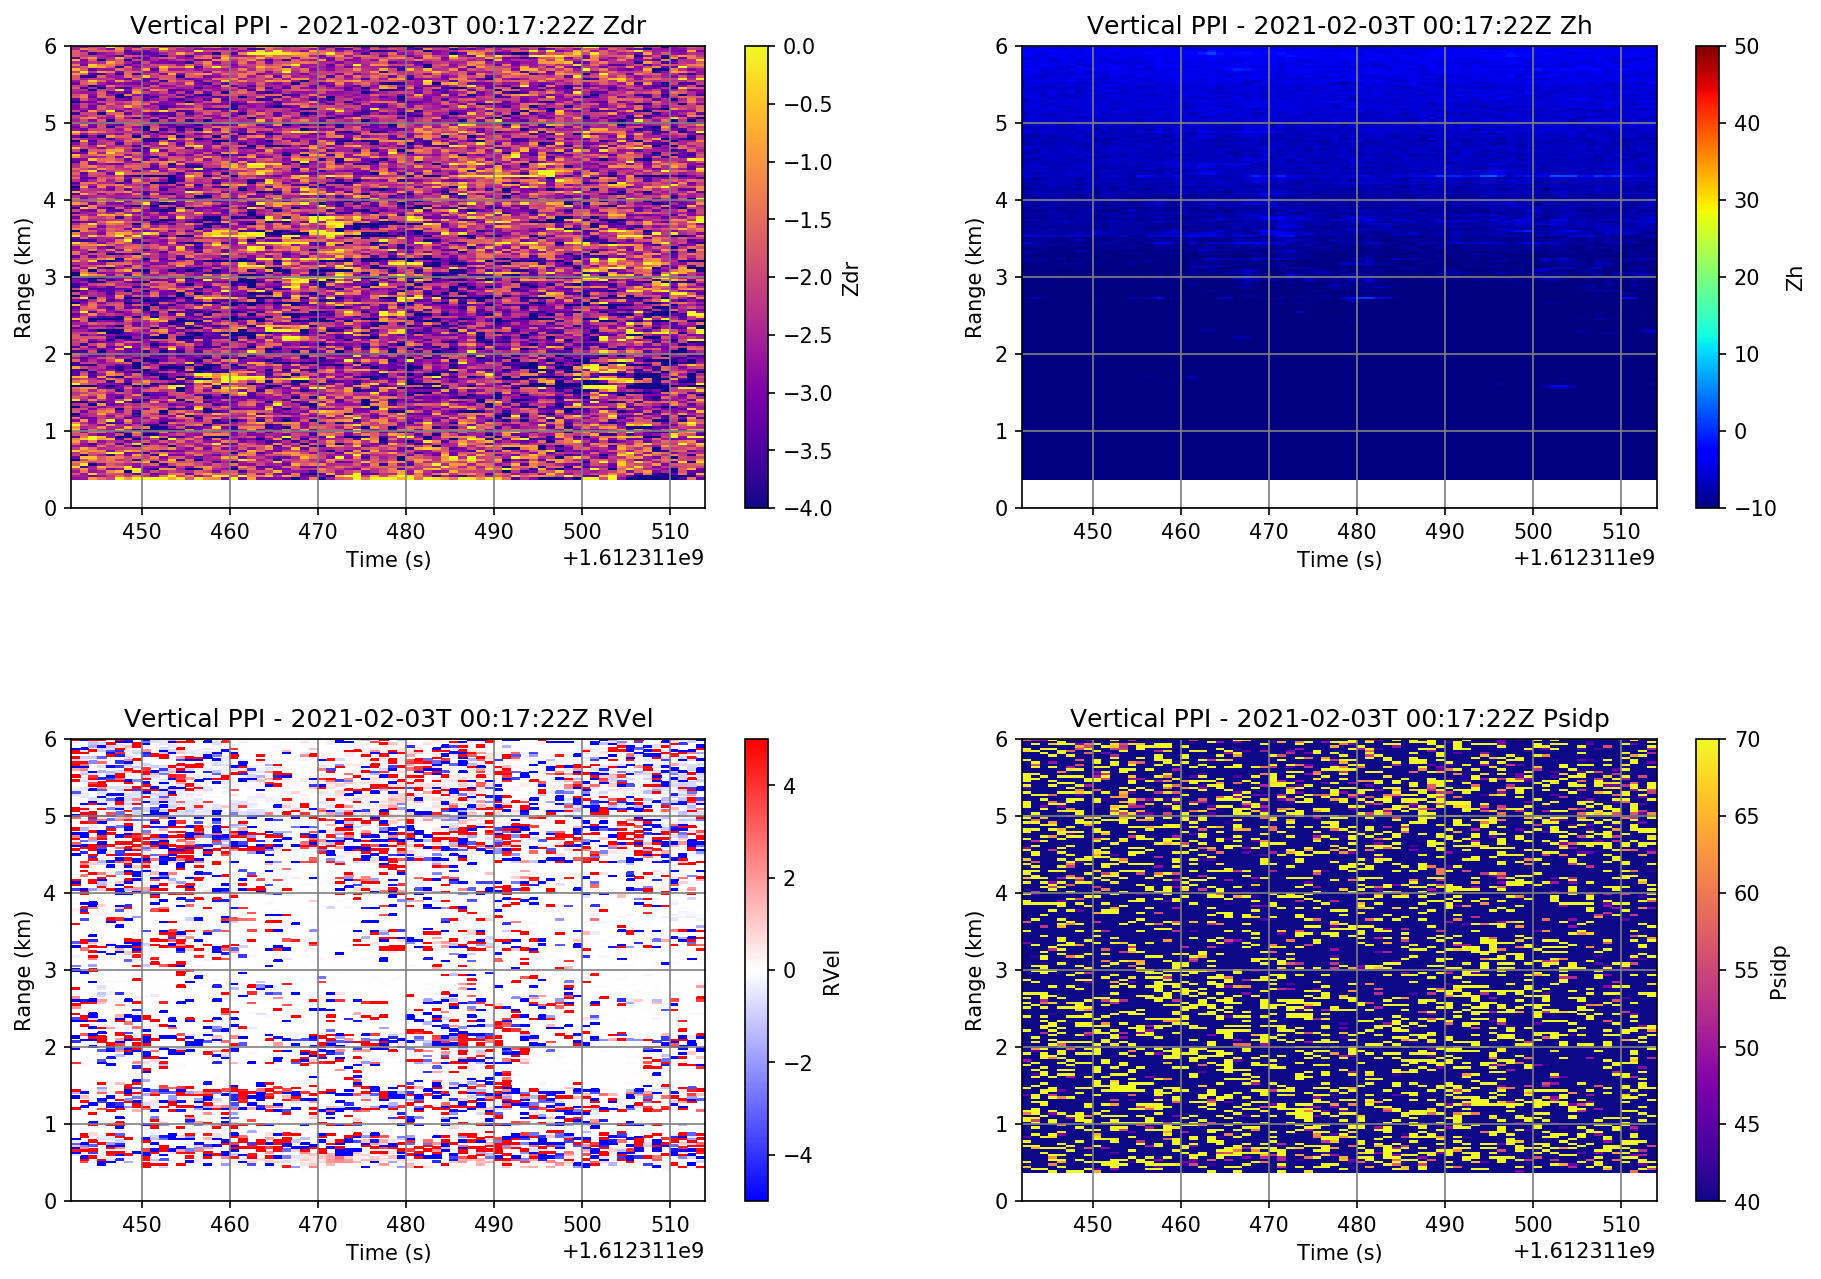 Vertical PPI - 2021-02-03T 00:17:22Z Zdr
6
5
4
3
2
1
0
Range (km)
450 460 470 480 490 500 510
Time (s)
+1.612311e9
0.0
−0.5
−1.0
−1.5
−2.0
−2.5
−3.0
−3.5
−4.0
Zdr
Vertical PPI - 2021-02-03T 00:17:22Z Zh
6
5
4
3
2
1
0
Range (km)
450 460 470 480 490 500 510
Time (s)
+1.612311e9
50
40
30
20
10
0
−10
Zh
Vertical PPI - 2021-02-03T 00:17:22Z RVel
6
5
4
3
2
1
0
Range (km)
450 460 470 480 490 500 510
Time (s)
+1.612311e9
4
2
0
−2
−4
RVel
Vertical PPI - 2021-02-03T 00:17:22Z Psidp
6
5
4
3
2
1
0
Range (km)
450 460 470 480 490 500 510
Time (s)
+1.612311e9
70
65
60
55
50
45
40
Psidp